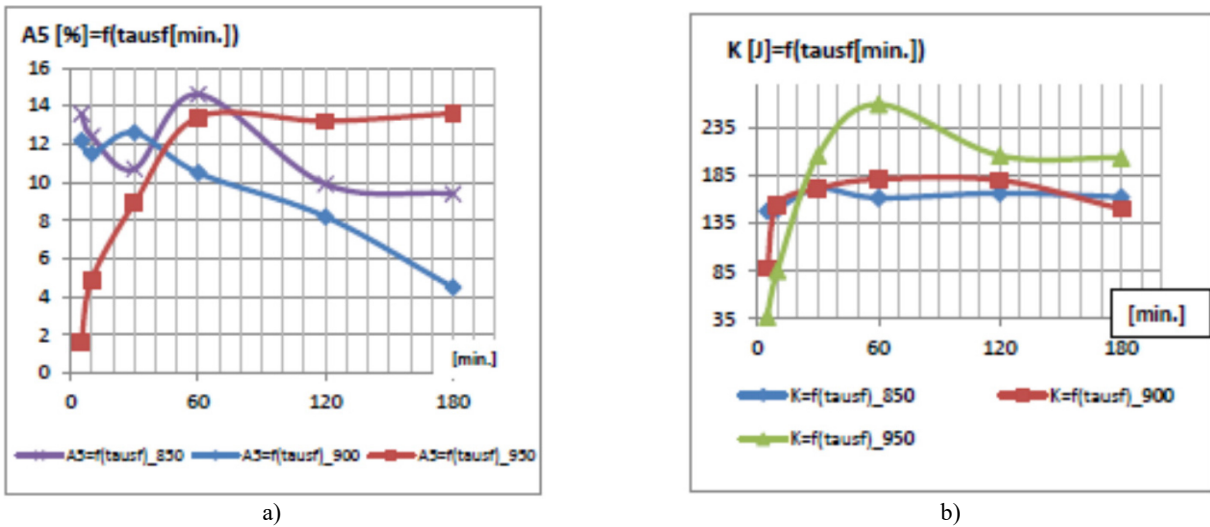 A5 [%]=f(tausf[min.])
16
14
12
10
8
6
4
2
0
[min.]
0 60 120 180
A5=f(tausf)_850 A5=f(tausf)_900 A5=f(tausf)_950
a)
K [J]=f(tausf[min.])
235
185
135
85
35
[min.]
0 60 120 180
K=f(tausf)_850 K=f(tausf)_900
K=f(tausf)_950
b)